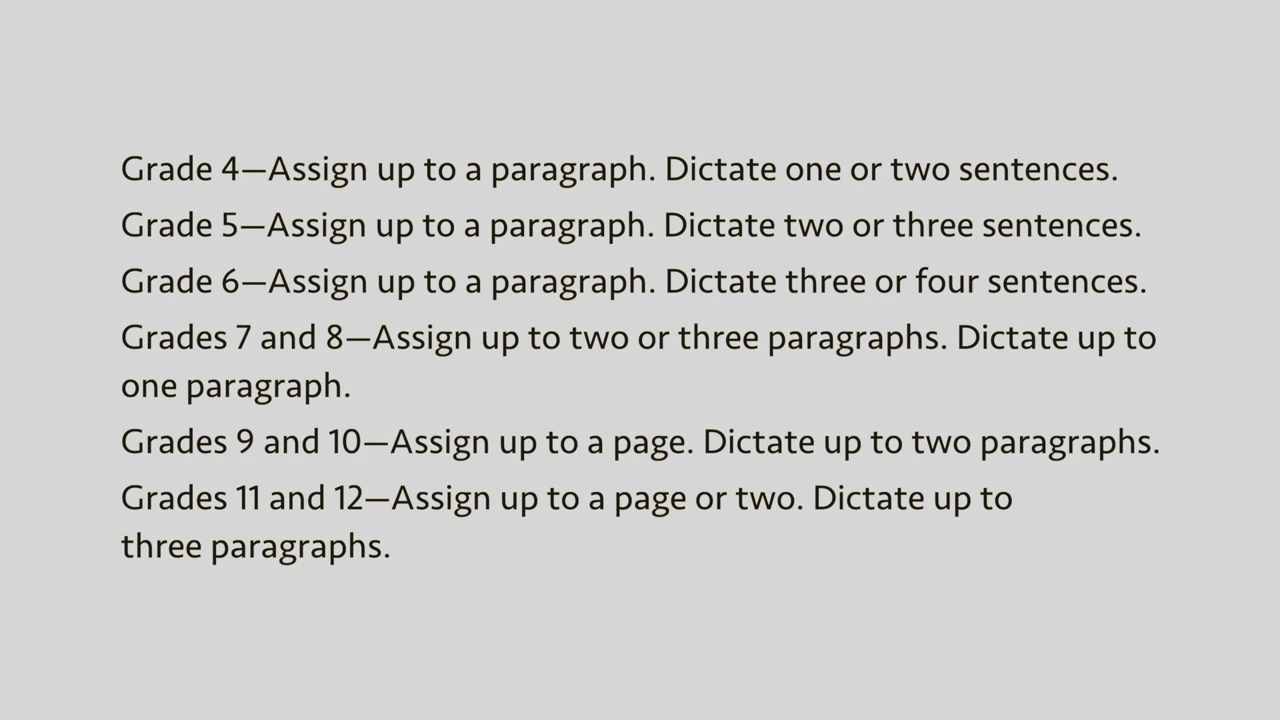 Grade 4—Assign up to a paragraph. Dictate one or two sentences.
Grade 5—Assign up to a paragraph. Dictate two or three sentences.
Grade 6—Assign up to a paragraph. Dictate three or four sentences.
Grades 7 and 8—Assign up to two or three paragraphs. Dictate up to
one paragraph.
Grades 9 and 10—Assign up to a page. Dictate up to two paragraphs.
Grades 11 and 12—Assign up to a page or two. Dictate up to
three paragraphs.